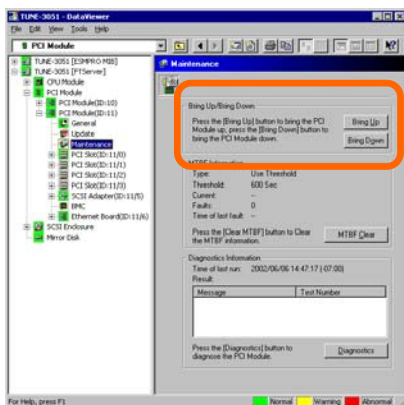 TUNE-3051 - DataViewer
File Edit View Tools Help
PCI Module
TUNE-3051 [ESMPRO MIB]
TUNE-3051 [FTServer]
CPU Module
PCI Module
PCI Module(ID:10)
PCI Module(ID:11)
General
Update
Maintenance
PCI Slot(ID:11/0)
PCI Slot(ID:11/1)
PCI Slot(ID:11/2)
PCI Slot(ID:11/3)
SCSI Adapter(ID:11/5)
BMC
Ethernet Board(ID:11/6)
SCSI Enclosure
Mirror Disk
Maintenance
Bring Up/Bring Down
Press the [Bring Up] button to bring the PCI
Module up, press the [Bring Down] button to
bring the PCI Module down.
Bring Up
Bring Down
MTBF Information
Type: Use Threshold
Threshold: 600 Sec
Current: --
Faults: 0
Time of last fault: --
Press the [Clear MTBF] button to Clear
the MTBF information.
MTBF Clear
Diagnostics Information
Time of last run: 2002/06/06 14:47:17 (-07:00)
Result:
Message Test Number
Press the [Diagnostics] button to
diagnose the PCI Module.
Diagnostics
For Help, press F1
Normal Warning Abnormal